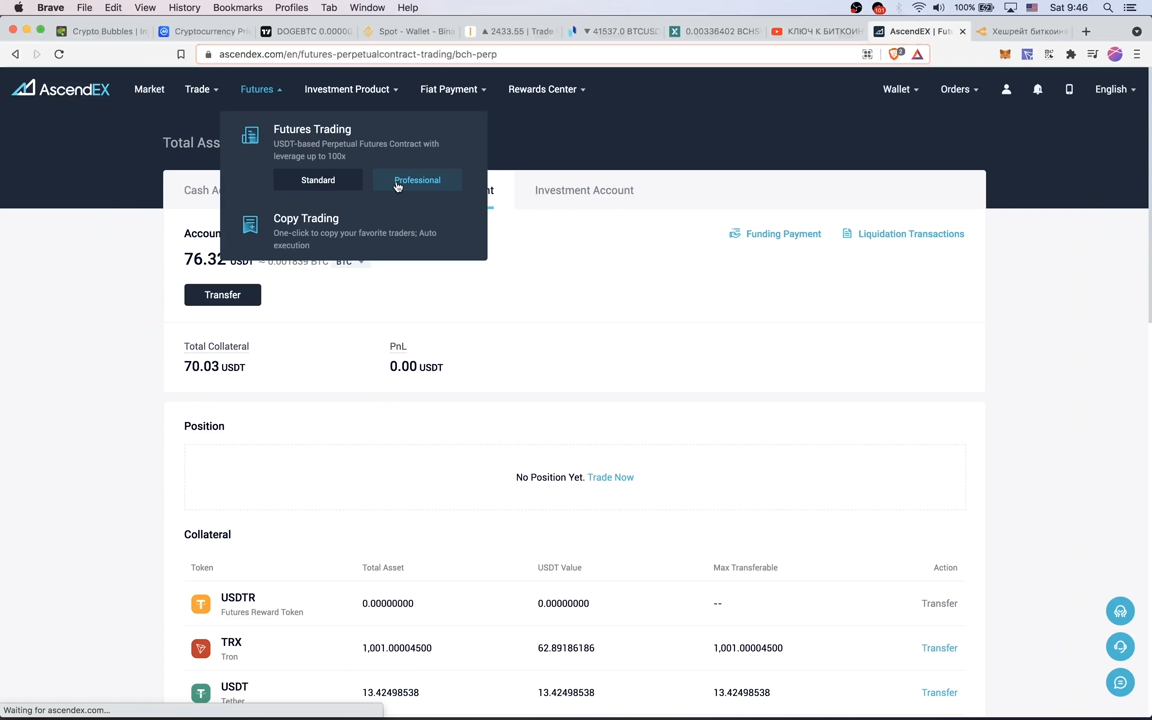 Brave File Edit View History Bookmarks Profiles Tab Window Help 101 100% Sat 9:46
Crypto Bubbles | In
Cryptocurrency Pri
DOGEBTC 0.0000
Spot - Wallet - Bin
▲ 2433.55 | Trade
▼ 41537.0 BTCUSD
0.00336402 BCHS
КЛЮЧ К БИТКОИН
AscendEX | Fut
Хешрейт биткоина
ascendex.com/en/futures-perpetualcontract-trading/bch-perp
AscendEX Market Trade Futures Investment Product Fiat Payment Rewards Center Wallet Orders English
Total Ass
Futures Trading
USDT-based Perpetual Futures Contract with
leverage up to 100x
Standard Professional
Copy Trading
One-click to copy your favorite traders; Auto
execution
Cash A
nt Investment Account
Accoun
Funding Payment Liquidation Transactions
76.32 USDT ≈ 0.001839 BTC BTC
Transfer
Total Collateral PnL
70.03 USDT 0.00 USDT
Position
No Position Yet. Trade Now
Collateral
Token Total Asset USDT Value Max Transferable Action
USDTR 0.00000000 0.00000000 -- Transfer
Futures Reward Token
TRX 1,001.00004500 62.89186186 1,001.00004500 Transfer
Tron
USDT 13.42498538 13.42498538 13.42498538 Transfer
Tether
Waiting for ascendex.com...